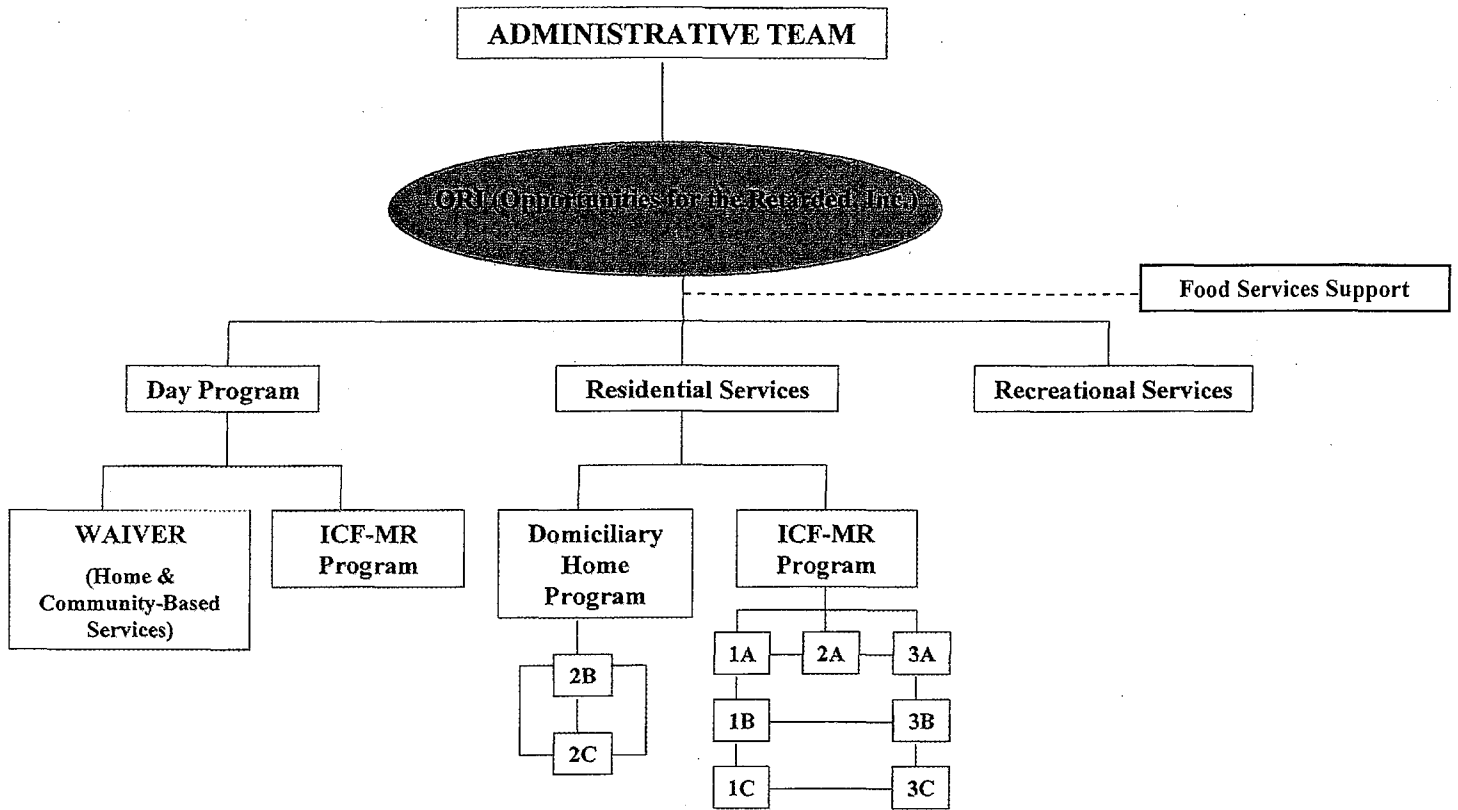 ADMINISTRATIVE TEAM
ORI (Opportunities for the Retarded, Inc.)
Food Services Support
Day Program
Residential Services
Recreational Services
WAIVER
(Home &
Community-Based
Services)
ICF-MR
Program
Domiciliary
Home
Program
ICF-MR
Program
1A
2A
3A
2B
1B
3B
2C
1C
3C